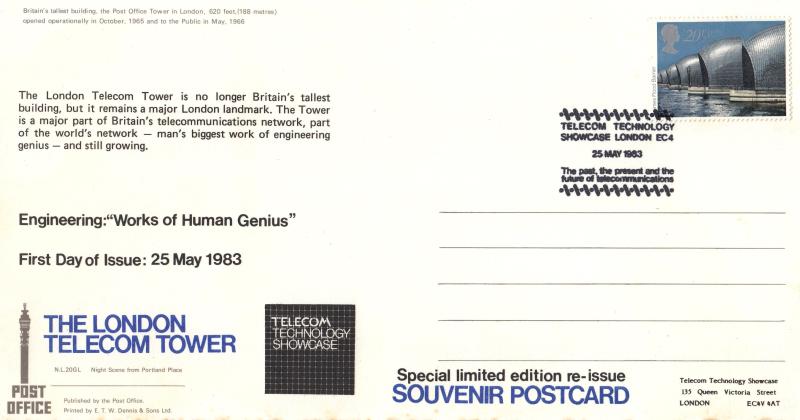 Britain's tallest building, the Post Office Tower in London, 620 feet (188 metres)
opened operationally in October, 1965 and to the Public in May, 1966
The London Telecom Tower is no longer Britain's tallest
building, but it remains a major London landmark. The Tower
is a major part of Britain's telecommunications network, part
of the world's network — man's biggest work of engineering
genius — and still growing.
20½p
Thames Flood Barrier
TELECOM TECHNOLOGY
SHOWCASE LONDON EC4
25 MAY 1983
The past, the present and the
future of telecommunications
Engineering:"Works of Human Genius"
First Day of Issue: 25 May 1983
THE LONDON
TELECOM TOWER
N.L.20GL Night Scene from Portland Place
POST
OFFICE
Published by the Post Office.
Printed by E. T. W. Dennis & Sons Ltd.
TELECOM
TECHNOLOGY
SHOWCASE
Special limited edition re-issue
SOUVENIR POSTCARD
Telecom Technology Showcase
135 Queen Victoria Street
LONDON EC4V 4AT